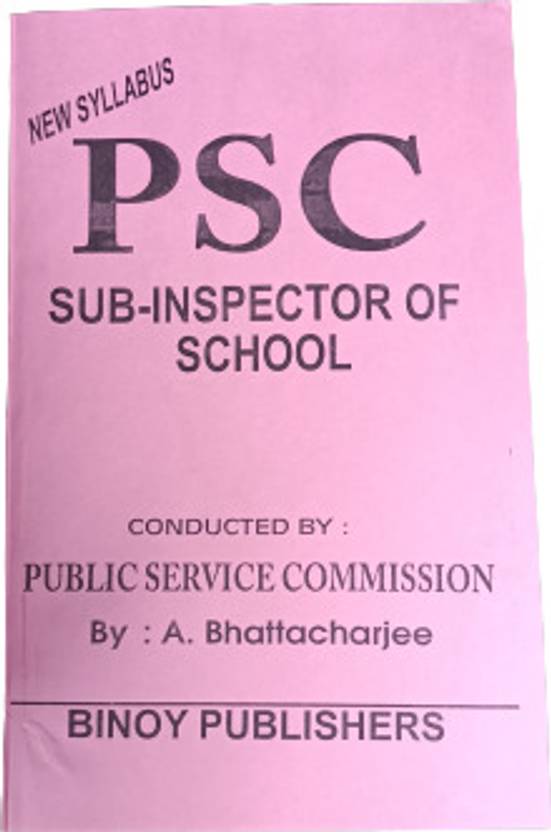 NEW SYLLABUS
PSC
SUB-INSPECTOR OF
SCHOOL
CONDUCTED BY :
PUBLIC SERVICE COMMISSION
By : A. Bhattacharjee
BINOY PUBLISHERS